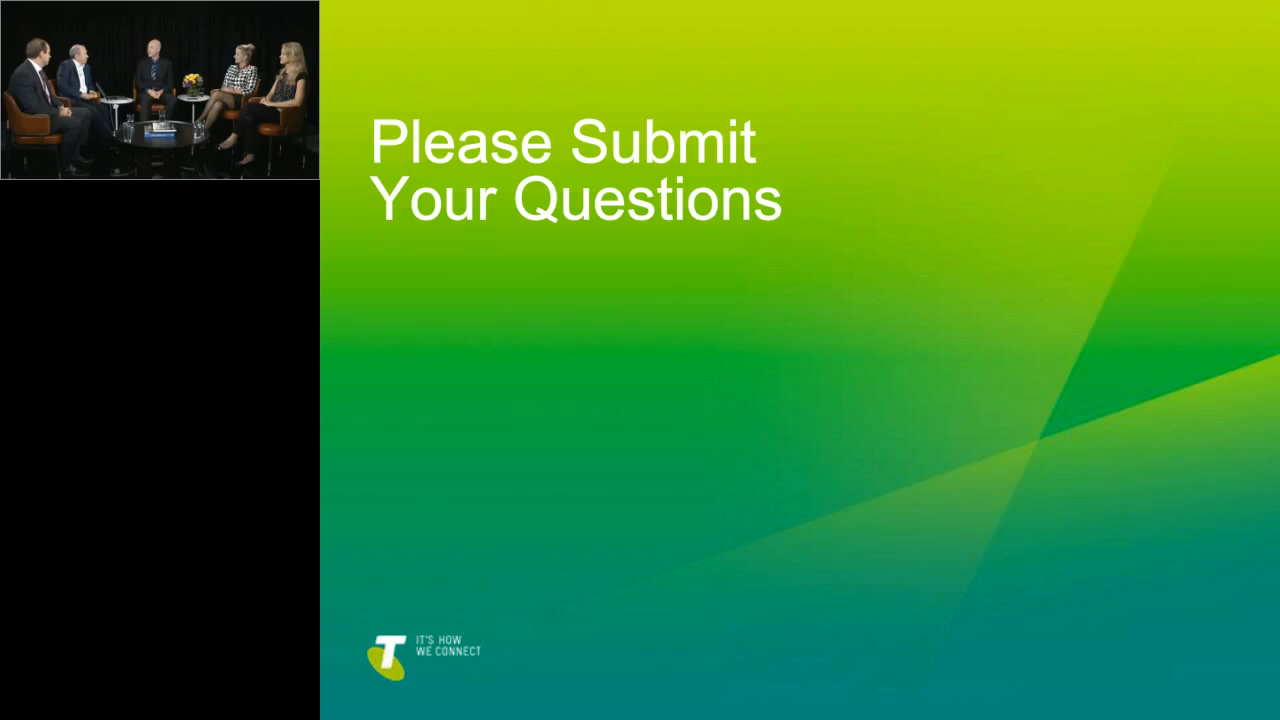 Please Submit
Your Questions
T
IT'S HOW
WE CONNECT